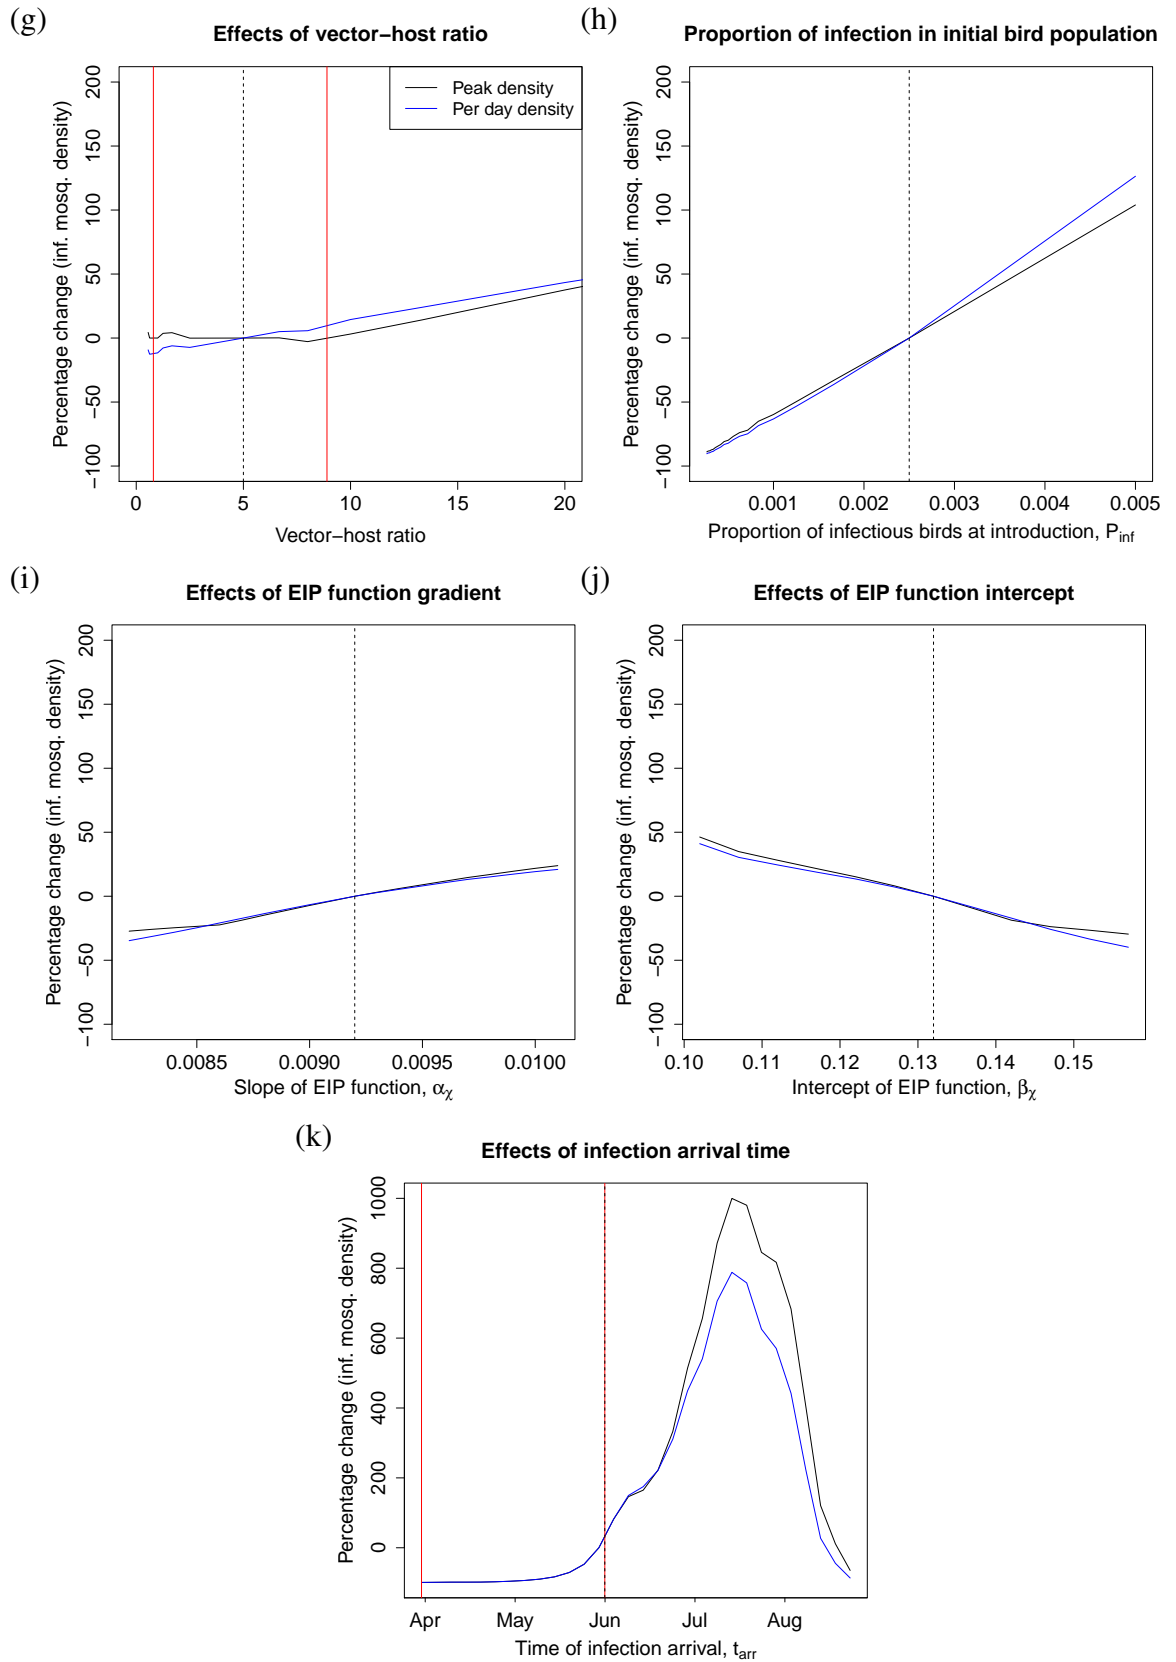 (g)
Effects of vector−host ratio
Percentage change (inf. mosq. density)
200
150
100
50
0
−50
−100
Peak density
Per day density
0 5 10 15 20
Vector−host ratio
(h)
Proportion of infection in initial bird population
Percentage change (inf. mosq. density)
200
150
100
50
0
−50
−100
0.001 0.002 0.003 0.004 0.005
Proportion of infectious birds at introduction, Pinf
(i)
Effects of EIP function gradient
Percentage change (inf. mosq. density)
200
150
100
50
0
−50
−100
0.0085 0.0090 0.0095 0.0100
Slope of EIP function, αχ
(j)
Effects of EIP function intercept
Percentage change (inf. mosq. density)
200
150
100
50
0
−50
−100
0.10 0.11 0.12 0.13 0.14 0.15
Intercept of EIP function, βχ
(k)
Effects of infection arrival time
Percentage change (inf. mosq. density)
1000
800
600
400
200
0
Apr May Jun Jul Aug
Time of infection arrival, tarr